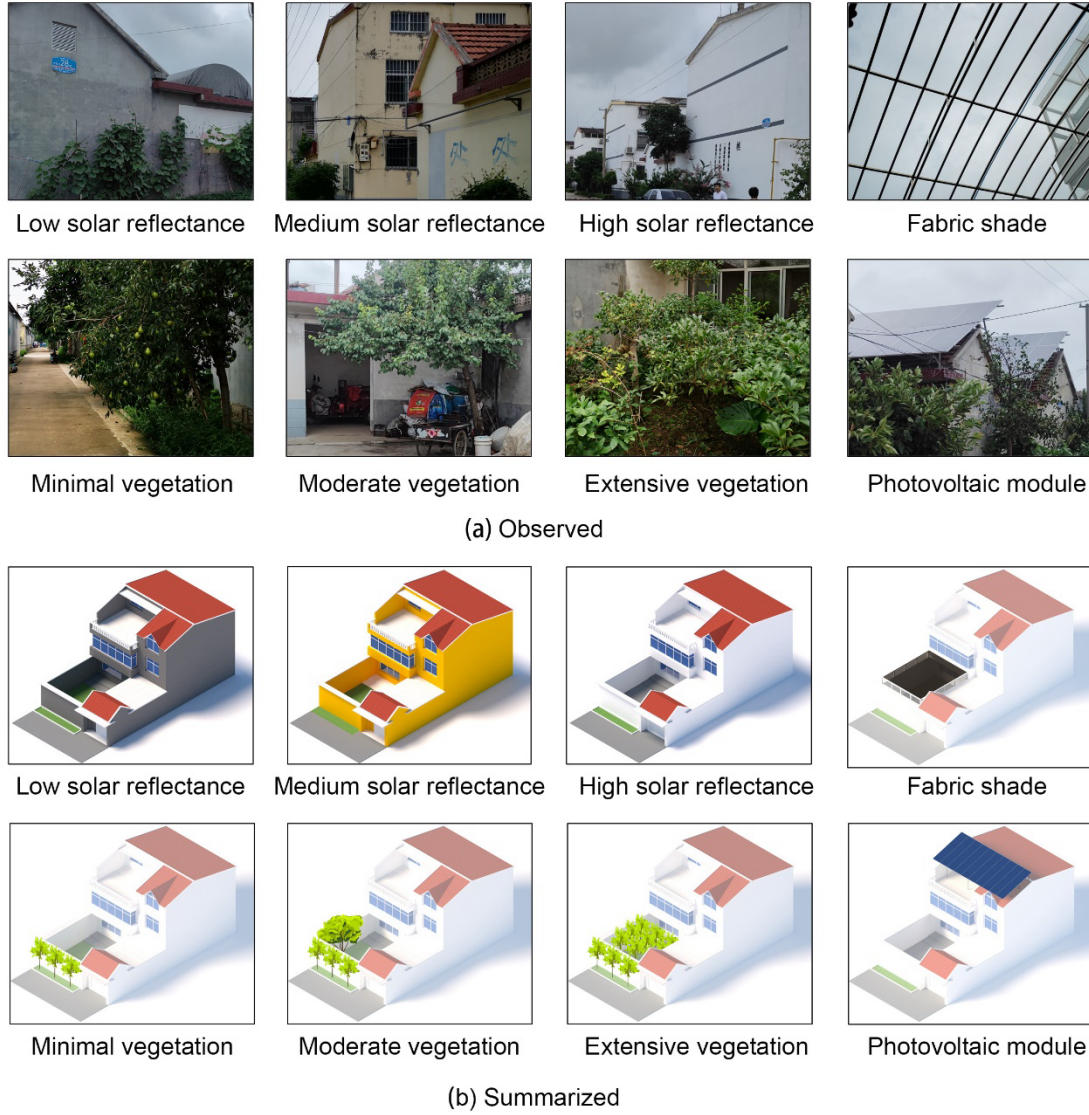 处 处
Low solar reflectance
Medium solar reflectance
High solar reflectance
Fabric shade
Minimal vegetation
Moderate vegetation
Extensive vegetation
Photovoltaic module
(a) Observed
Low solar reflectance
Medium solar reflectance
High solar reflectance
Fabric shade
Minimal vegetation
Moderate vegetation
Extensive vegetation
Photovoltaic module
(b) Summarized